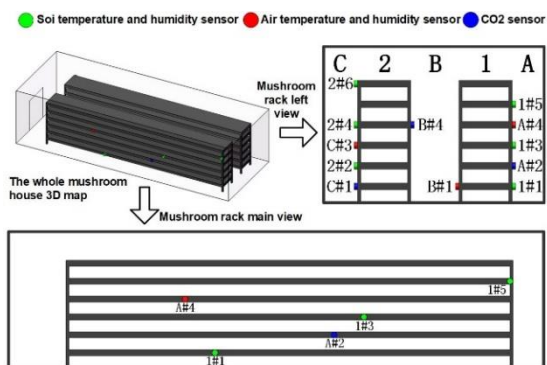 Soi temperature and humidity sensor Air temperature and humidity sensor CO2 sensor
Mushroom
rack left
view
The whole mushroom
house 3D map
Mushroom rack main view
C 2 B 1 A
2#6
1#5
2#4 B#4 A#4
C#3 1#3
2#2 A#2
C#1 B#1 1#1
1#5
A#4
1#3
A#2
1#1